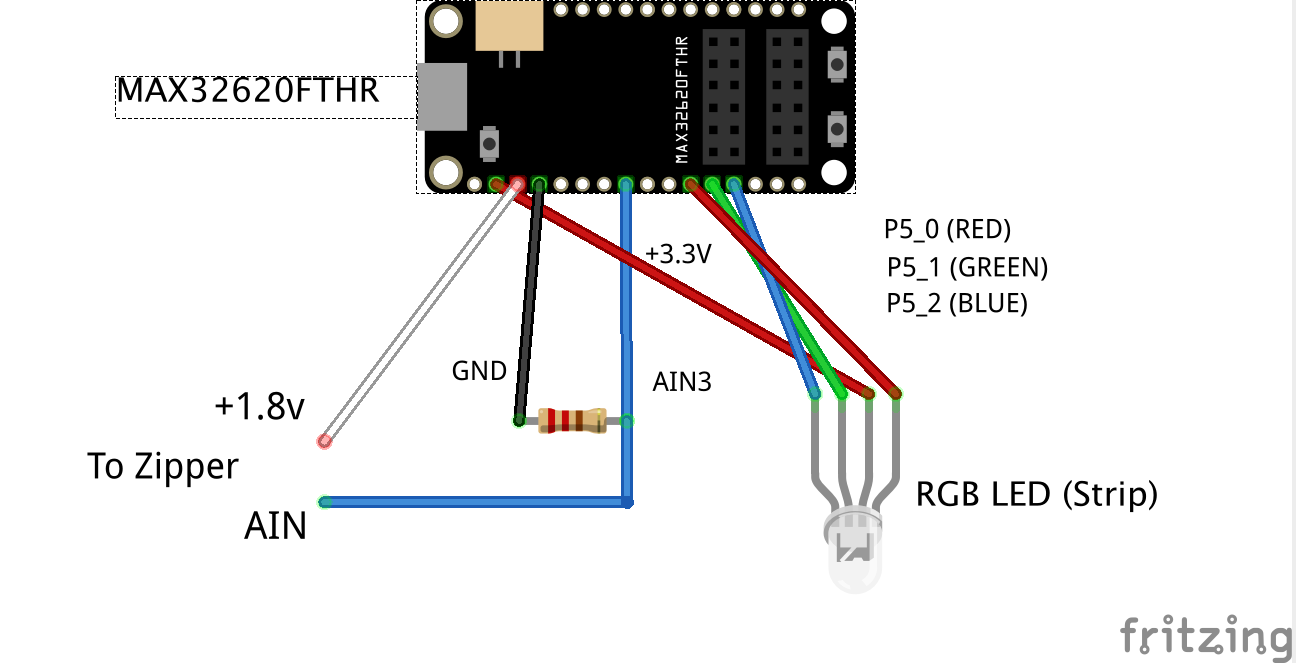 MAX32620FTHR
MAX32620FTHR
P5_0 (RED)
+3.3V
P5_1 (GREEN)
P5_2 (BLUE)
GND
AIN3
+1.8v
To Zipper
RGB LED (Strip)
AIN
fritzing